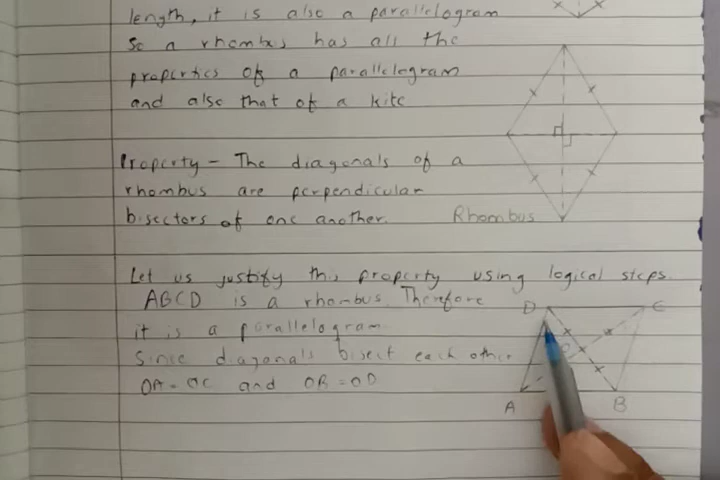 length, it is also a parallelogram
So a rhombus has all the
properties of a parallelogram
and also that of a kite
Property - The diagonals of a
rhombus are perpendicular
bisectors of one another.
Rhombus
Let us justify this property using logical steps.
ABCD is a rhombus. Therefore
it is a parallelogram
Since diagonals bisect each other
OA = OC and OB = OD
D C
O
A B